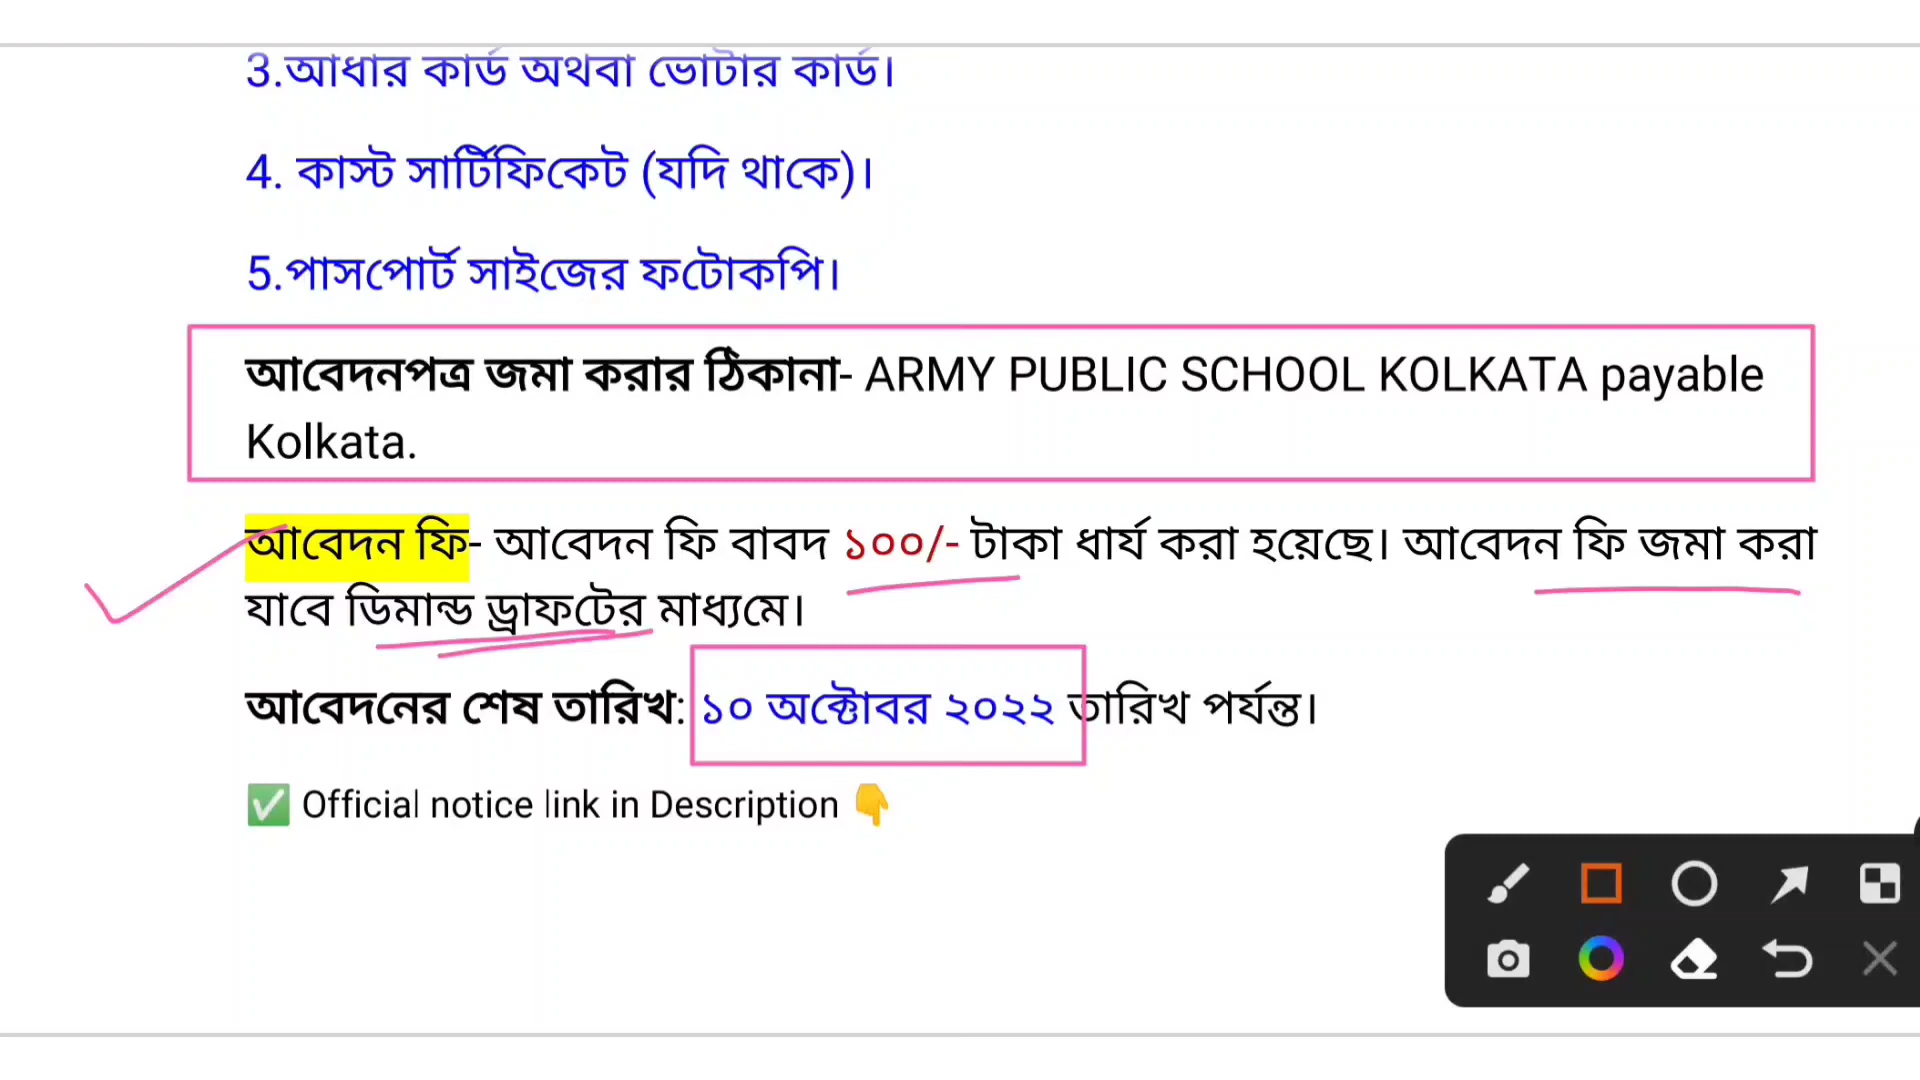 3.আধার কার্ড অথবা ভোটার কার্ড।
4. কাস্ট সার্টিফিকেট (যদি থাকে)।
5.পাসপোর্ট সাইজের ফটোকপি।
আবেদনপত্র জমা করার ঠিকানা- ARMY PUBLIC SCHOOL KOLKATA payable
Kolkata.
আবেদন ফি- আবেদন ফি বাবদ ১০০/- টাকা ধার্য করা হয়েছে। আবেদন ফি জমা করা
যাবে ডিমান্ড ড্রাফটের মাধ্যমে।
আবেদনের শেষ তারিখ: ১০ অক্টোবর ২০২২ তারিখ পর্যন্ত।
✅ Official notice link in Description 👇